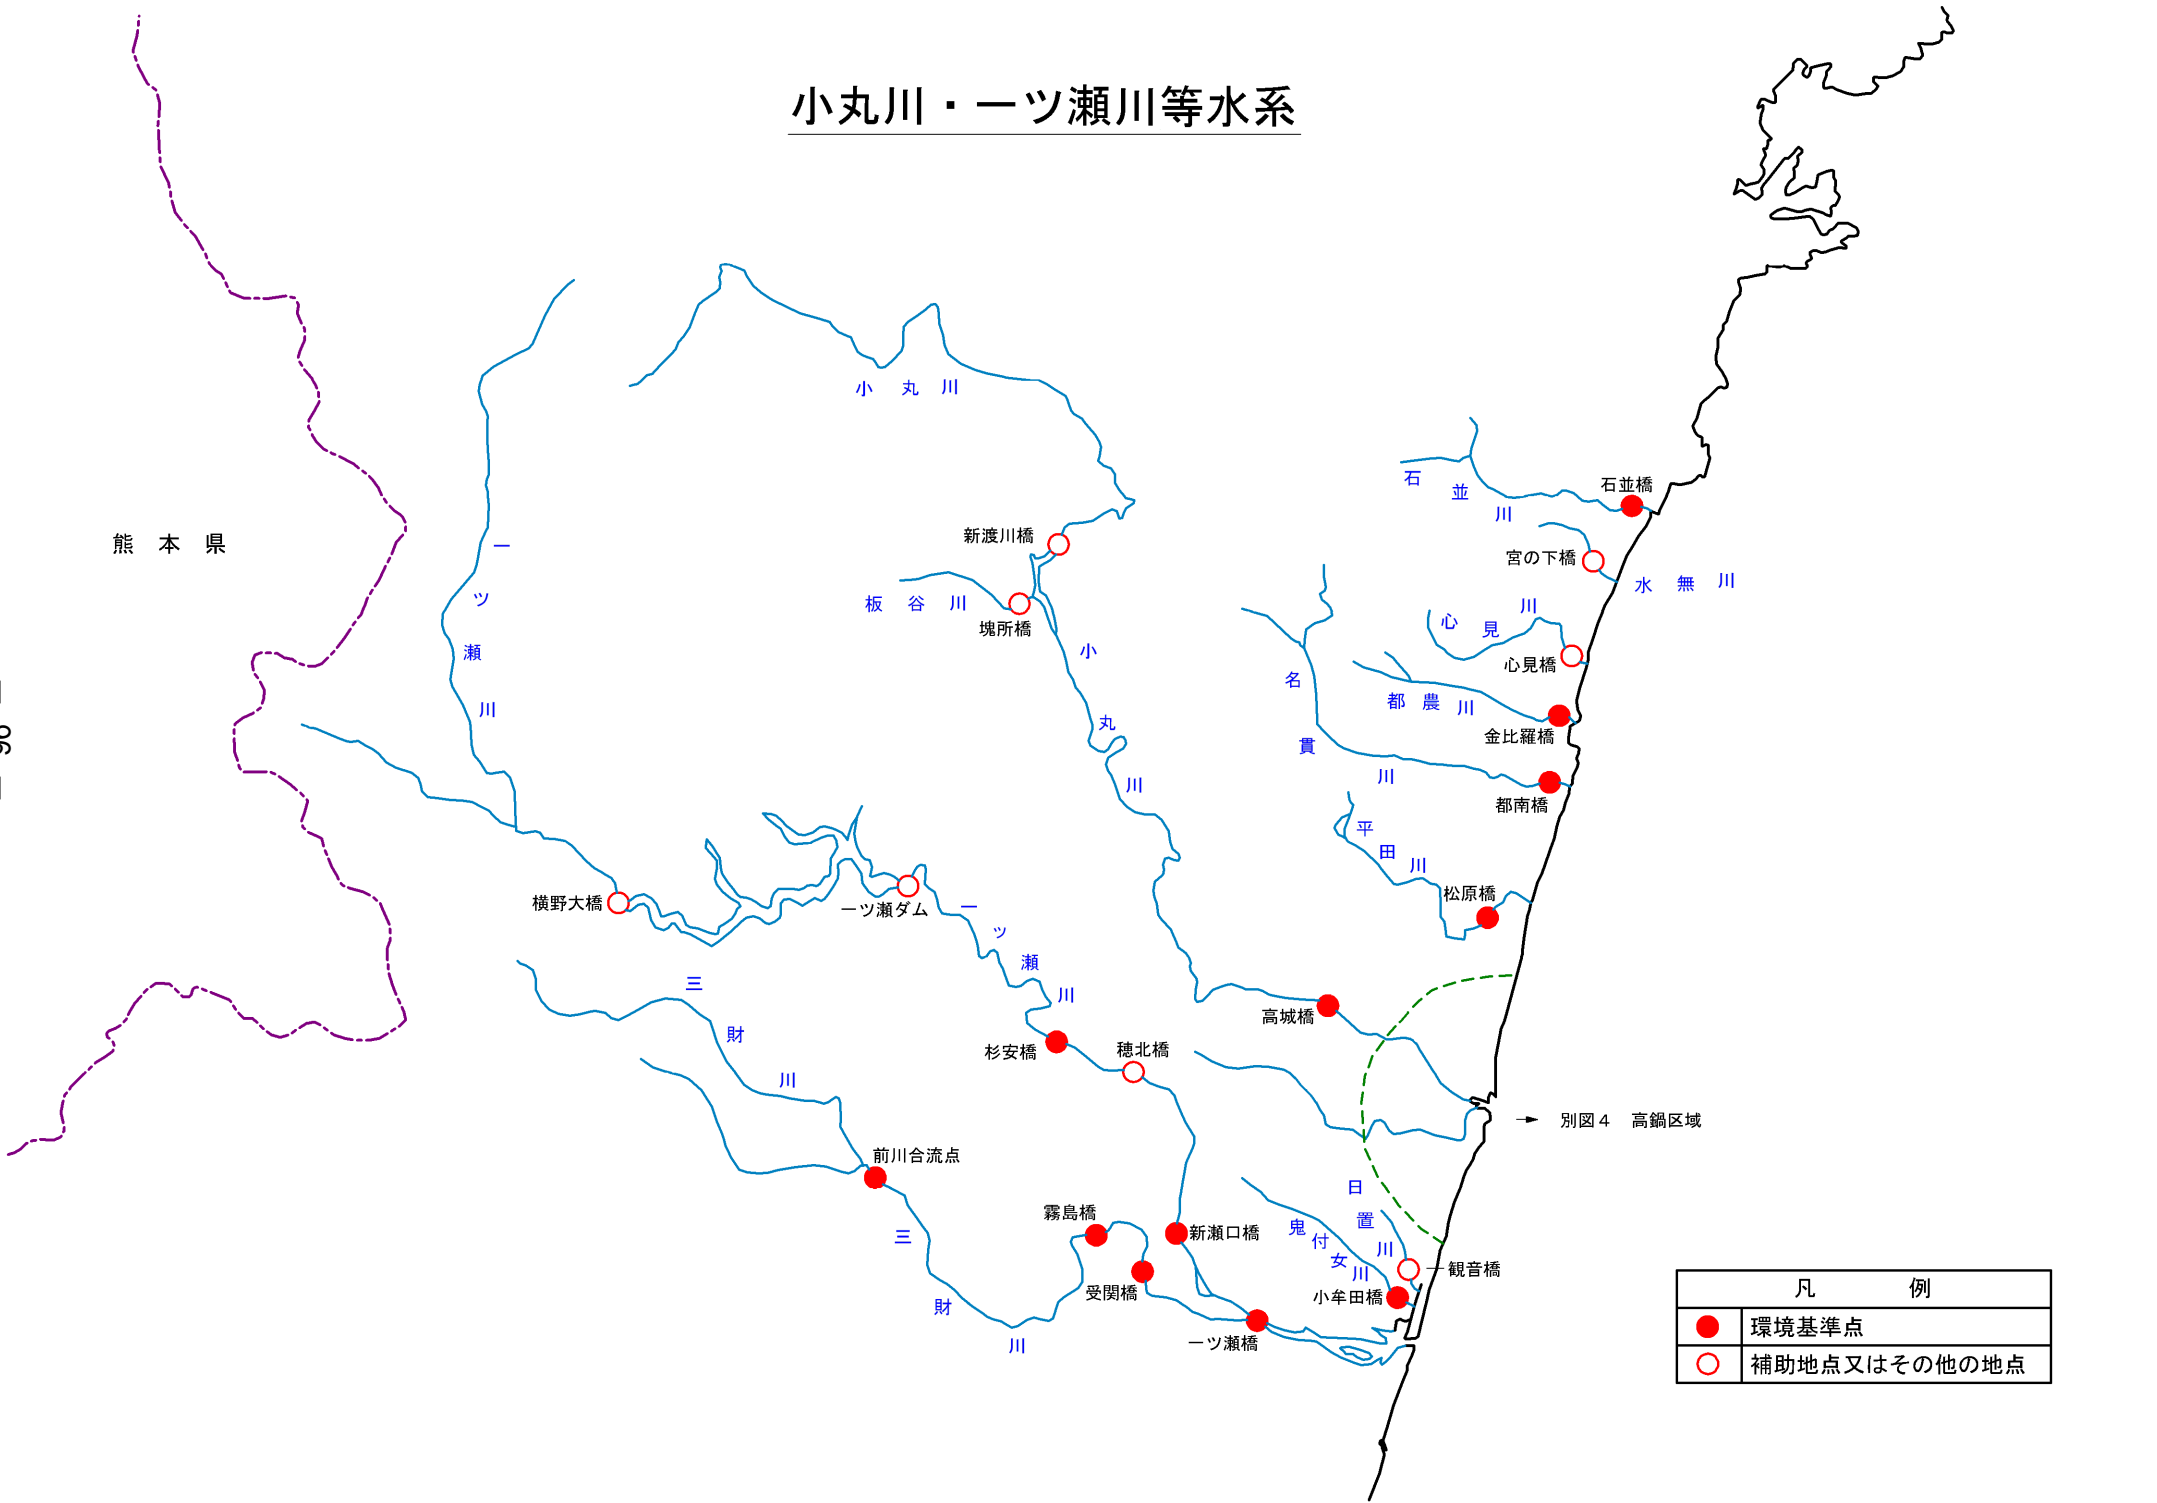 小丸川・一ツ瀬川等水系
熊本県
96
小丸川
一ツ瀬川
石並川
石並橋
新渡川橋
宮の下橋
水無川
板谷川
塊所橋
心見川
心見橋
小丸川
名貫川
都農川
金比羅橋
都南橋
平田川
松原橋
横野大橋
一ツ瀬ダム
一ツ瀬川
三財川
高城橋
杉安橋
穂北橋
別図4 高鍋区域
前川合流点
三財川
霧島橋
新瀬口橋
受関橋
日置川
鬼付女川
観音橋
小牟田橋
一ツ瀬橋
凡例
環境基準点
補助地点又はその他の地点